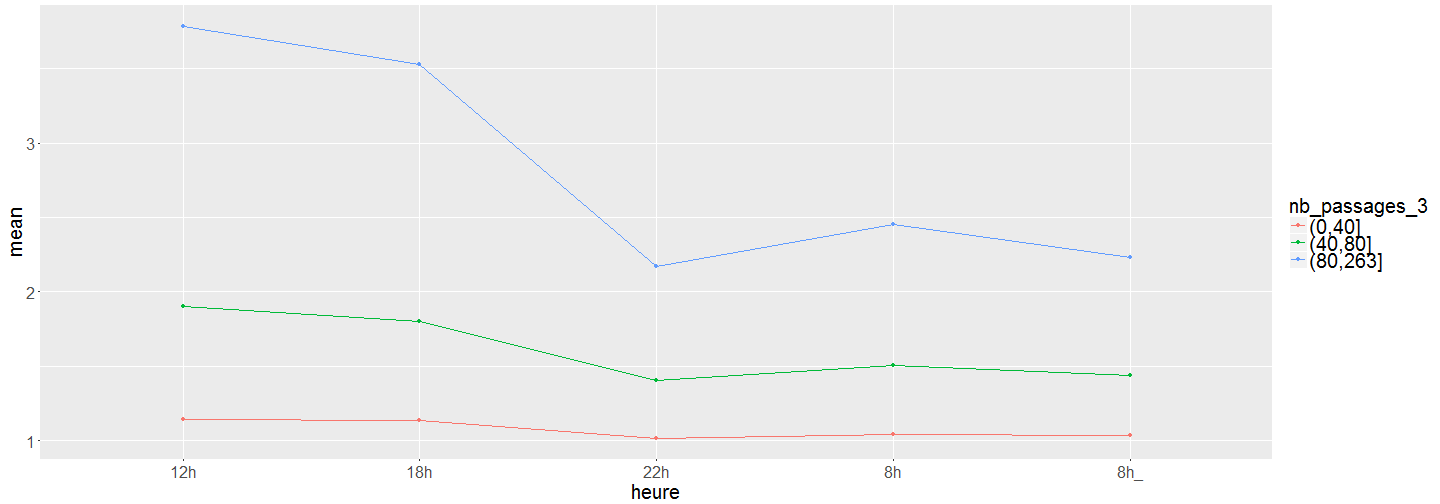 mean
3
2
1
12h
18h
22h
8h
8h_
heure
nb_passages_3
(0,40]
(40,80]
(80,263]